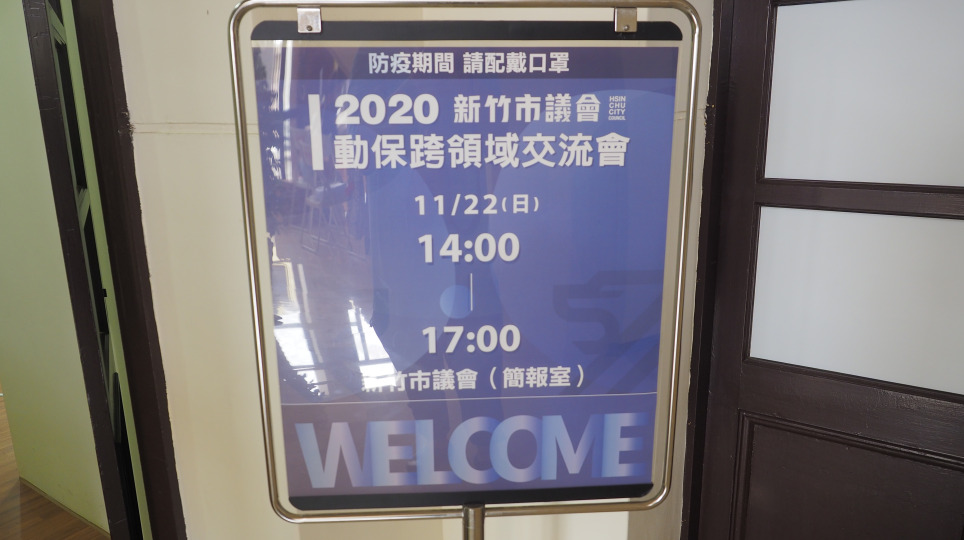 防疫期間 請配戴口罩
2020 新竹市議會 HSIN CHU CITY COUNCIL
動保跨領域交流會
11/22(日)
14:00
17:00
新竹市議會（簡報室）
WELCOME